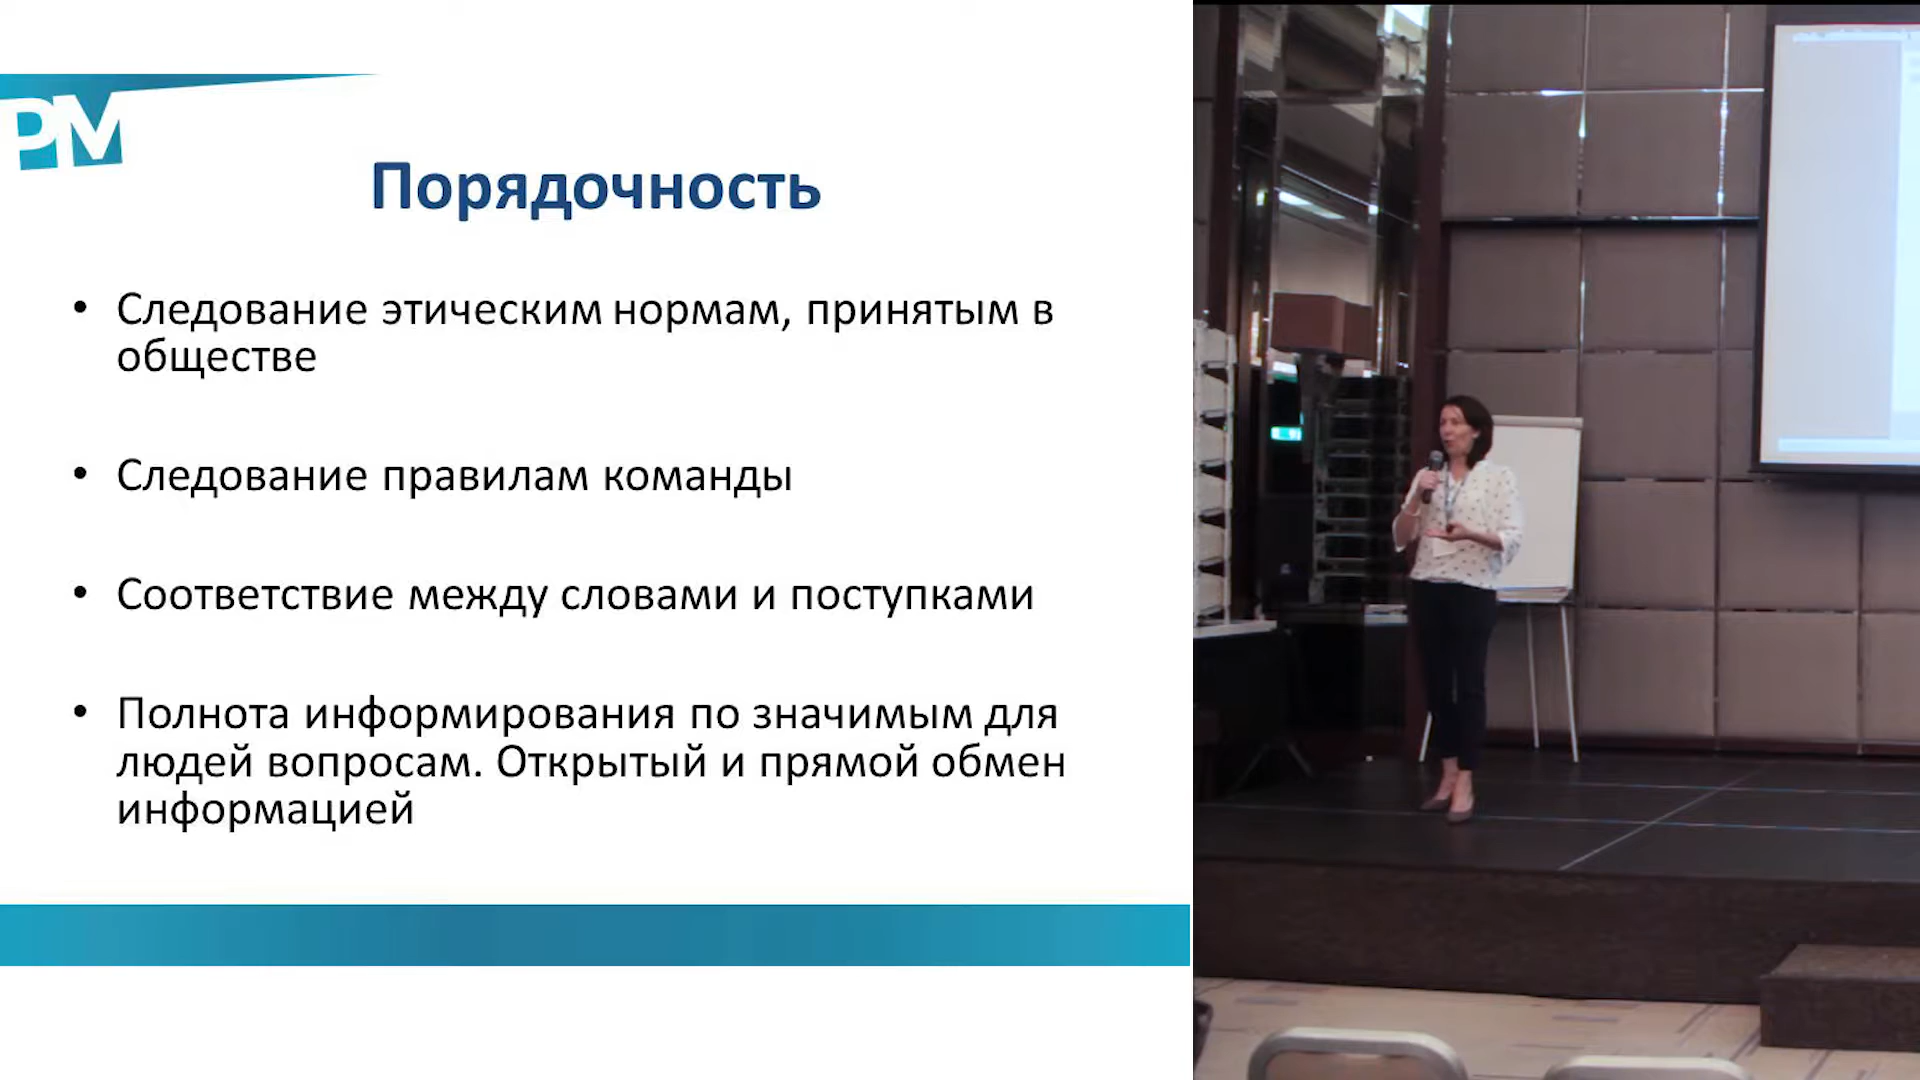 PM
Порядочность
• Следование этическим нормам, принятым в
обществе
• Следование правилам команды
• Соответствие между словами и поступками
• Полнота информирования по значимым для
людей вопросам. Открытый и прямой обмен
информацией